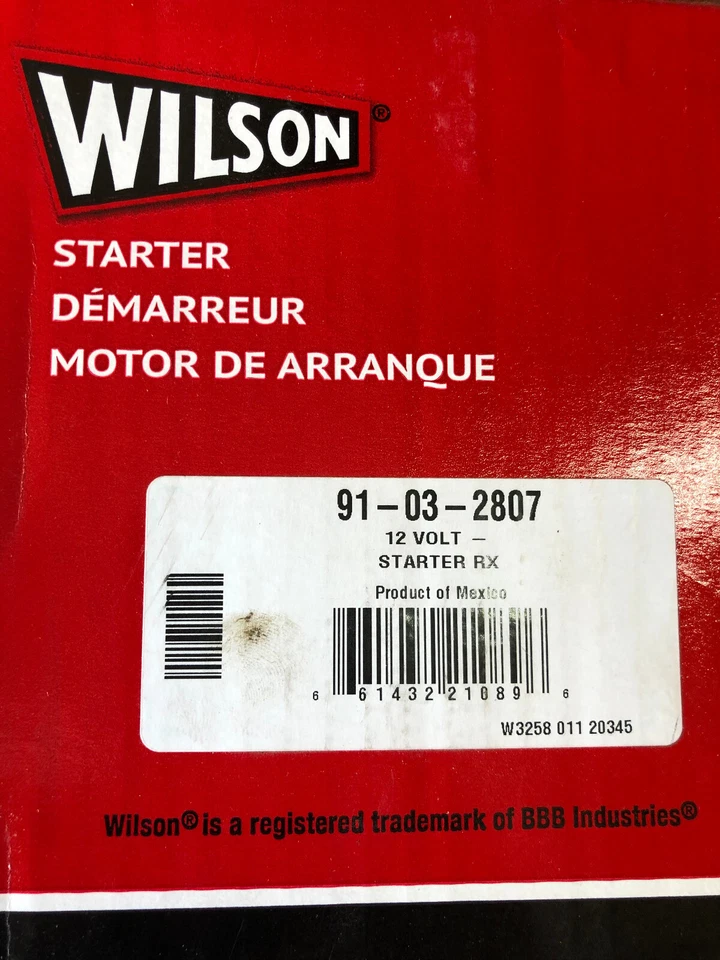 WILSON®
STARTER
DÉMARREUR
MOTOR DE ARRANQUE
91-03-2807
12 VOLT -
STARTER RX
Product of Mexico
6 61432 21089 6
W3258 011 20345
Wilson® is a registered trademark of BBB Industries®